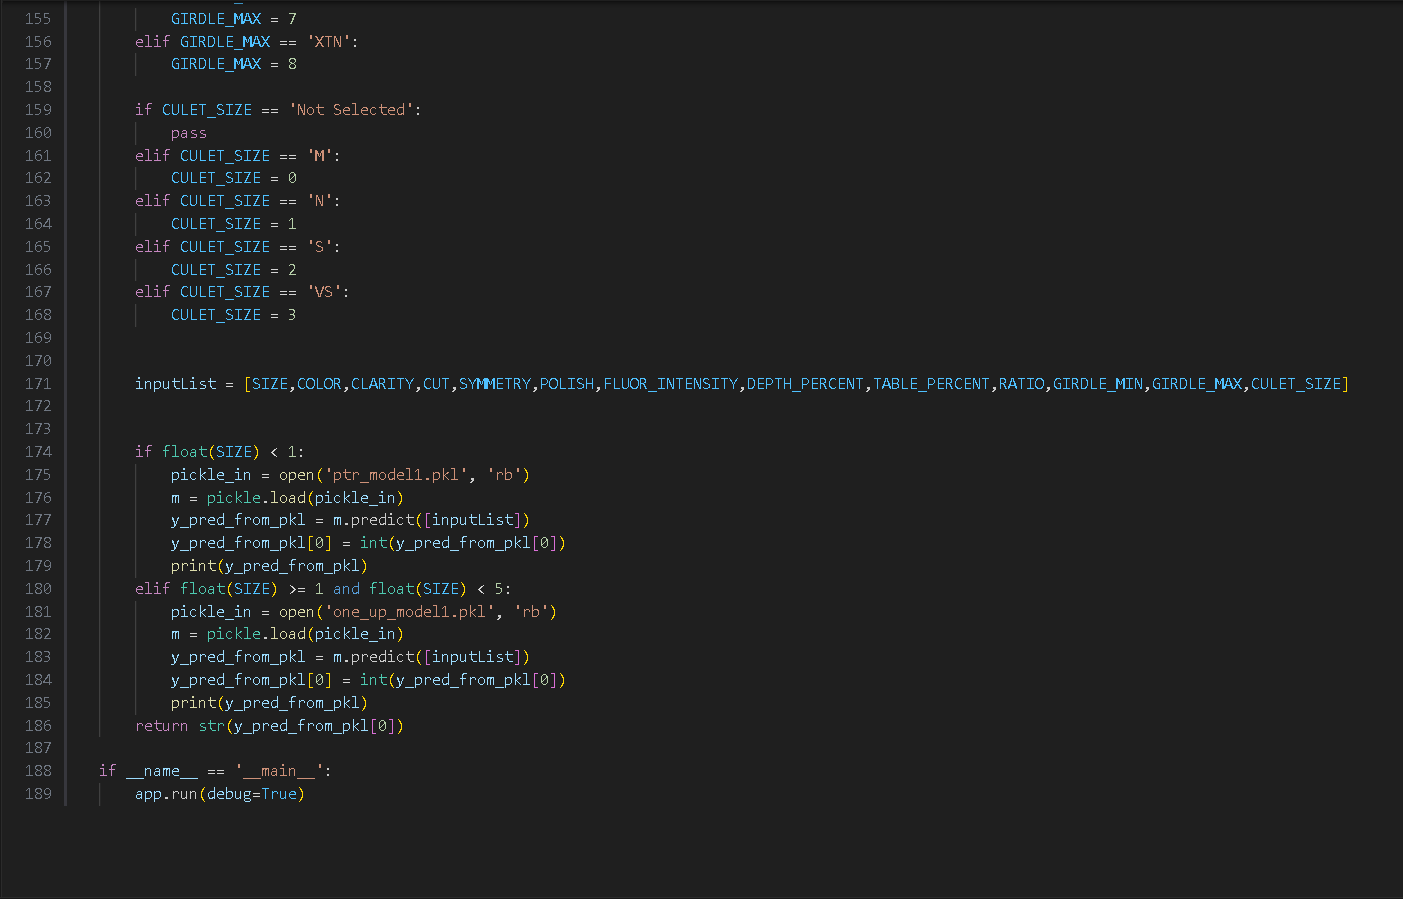 155 GIRDLE_MAX = 7
156 elif GIRDLE_MAX == 'XTN':
157 GIRDLE_MAX = 8
158
159 if CULET_SIZE == 'Not Selected':
160 pass
161 elif CULET_SIZE == 'M':
162 CULET_SIZE = 0
163 elif CULET_SIZE == 'N':
164 CULET_SIZE = 1
165 elif CULET_SIZE == 'S':
166 CULET_SIZE = 2
167 elif CULET_SIZE == 'VS':
168 CULET_SIZE = 3
169
170
171 inputList = [SIZE,COLOR,CLARITY,CUT,SYMMETRY,POLISH,FLUOR_INTENSITY,DEPTH_PERCENT,TABLE_PERCENT,RATIO,GIRDLE_MIN,GIRDLE_MAX,CULET_SIZE]
172
173
174 if float(SIZE) < 1:
175 pickle_in = open('ptr_model1.pkl', 'rb')
176 m = pickle.load(pickle_in)
177 y_pred_from_pkl = m.predict([inputList])
178 y_pred_from_pkl[0] = int(y_pred_from_pkl[0])
179 print(y_pred_from_pkl)
180 elif float(SIZE) >= 1 and float(SIZE) < 5:
181 pickle_in = open('one_up_model1.pkl', 'rb')
182 m = pickle.load(pickle_in)
183 y_pred_from_pkl = m.predict([inputList])
184 y_pred_from_pkl[0] = int(y_pred_from_pkl[0])
185 print(y_pred_from_pkl)
186 return str(y_pred_from_pkl[0])
187
188 if __name__ == '__main__':
189 app.run(debug=True)